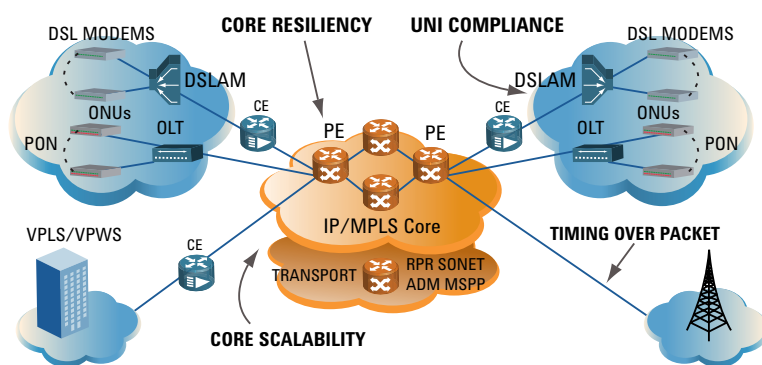 CORE RESILIENCY
UNI COMPLIANCE
DSL MODEMS
DSLAM
ONUs
OLT
PON
CE
PE
PE
CE
DSL MODEMS
DSLAM
ONUs
OLT
PON
IP/MPLS Core
VPLS/VPWS
CE
TRANSPORT
RPR SONET
ADM MSPP
TIMING OVER PACKET
CORE SCALABILITY